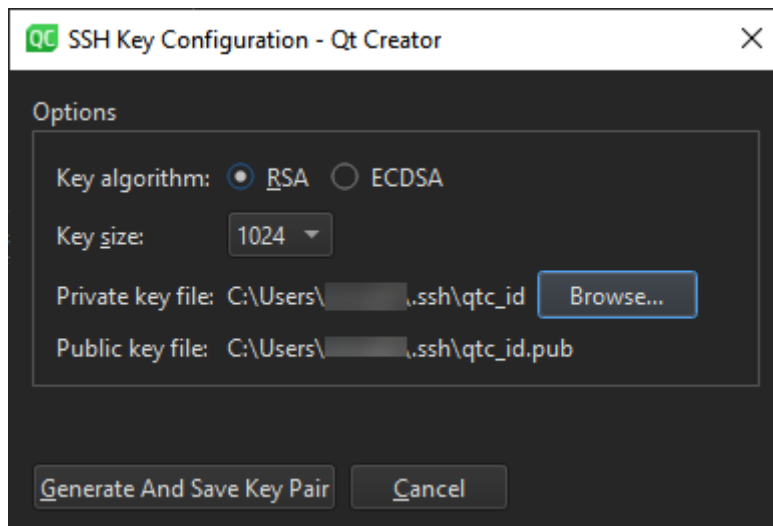 QC SSH Key Configuration - Qt Creator
Options
Key algorithm: RSA ECDSA
Key size: 1024
Private key file: C:\Users\ \.ssh\qtc_id Browse...
Public key file: C:\Users\ \.ssh\qtc_id.pub
Generate And Save Key Pair Cancel